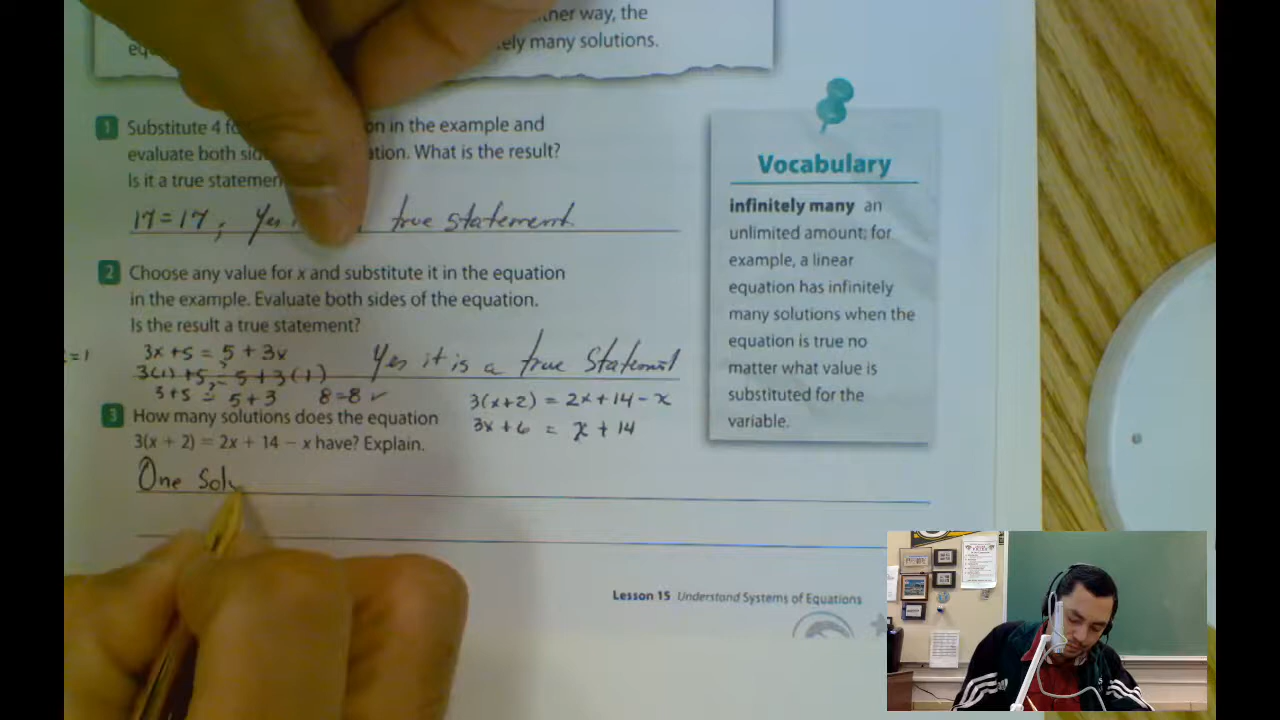 ther way, the
equ ely many solutions.
1 Substitute 4 fo on in the example and
evaluate both sid ation. What is the result?
Is it a true statemen
17=17, Yes true statement.
2 Choose any value for x and substitute it in the equation
in the example. Evaluate both sides of the equation.
Is the result a true statement?
=1
3x+5 = 5 + 3x
3(1)+5 ?= 5+3(1)
3+5 ?= 5+3 8=8 ✓
Yes it is a true Statement
3 How many solutions does the equation
3(x + 2) = 2x + 14 − x have? Explain.
3(x+2) = 2x+14-x
3x+6 = x+14
One Solu
Vocabulary
infinitely many an
unlimited amount; for
example, a linear
equation has infinitely
many solutions when the
equation is true no
matter what value is
substituted for the
variable.
Lesson 15 Understand Systems of Equations